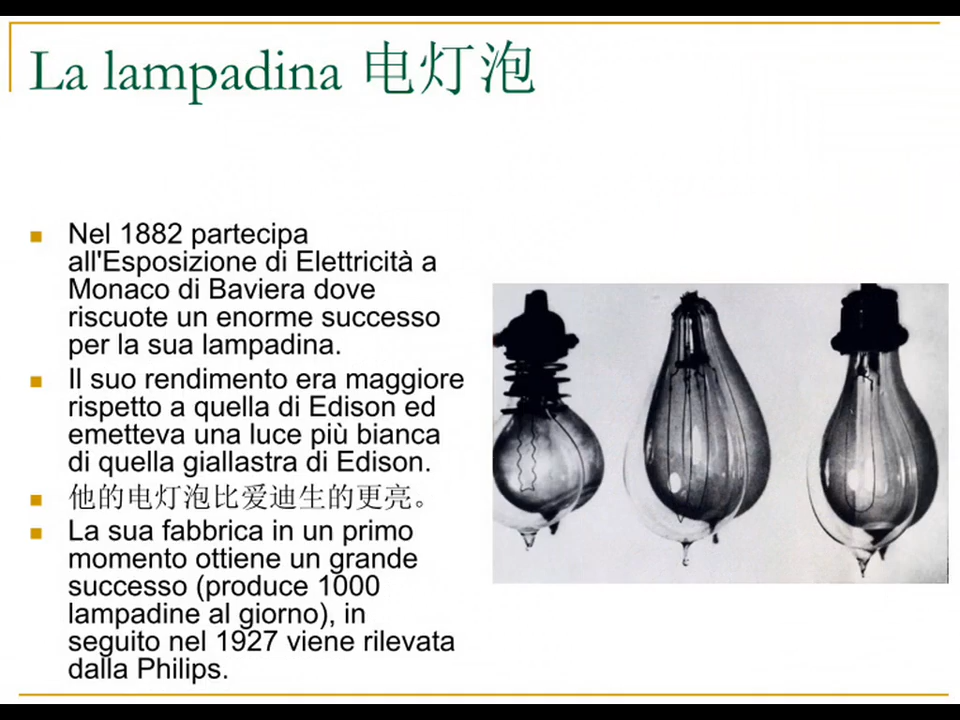 La lampadina 电灯泡
Nel 1882 partecipa
all'Esposizione di Elettricità a
Monaco di Baviera dove
riscuote un enorme successo
per la sua lampadina.
Il suo rendimento era maggiore
rispetto a quella di Edison ed
emetteva una luce più bianca
di quella giallastra di Edison.
他的电灯泡比爱迪生的更亮。
La sua fabbrica in un primo
momento ottiene un grande
successo (produce 1000
lampadine al giorno), in
seguito nel 1927 viene rilevata
dalla Philips.